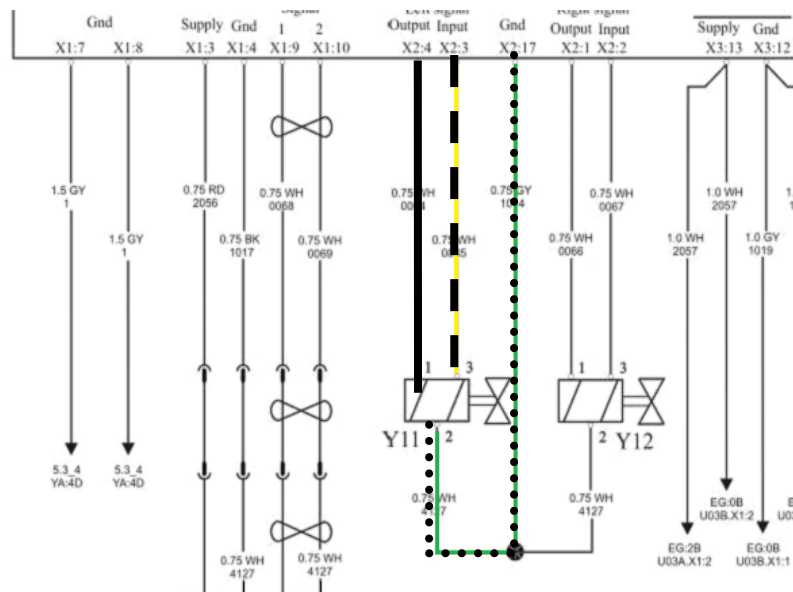 Gnd
X1:7 X1:8
Supply Gnd
X1:3 X1:4
Signal
1 2
X1:9 X1:10
Left signal
Output Input
X2:4 X2:3
Gnd
X2:17
Right signal
Output Input
X2:1 X2:2
Supply Gnd
X3:13 X3:12
1.5 GY
1
1.5 GY
1
0.75 RD
2056
0.75 BK
1017
0.75 WH
0068
0.75 WH
0069
0.75 GY
0.75 WH
0066
0.75 WH
0067
1.0 WH
2057
1.0 WH
2057
1.0 GY
1019
1 3
Y11
2
1 3
Y12
2
5.3_4
YA:4D
5.3_4
YA:4D
0.75 WH
4127
0.75 WH
4127
0.75 WH
0.75 WH
4127
EG:0B
U03B.X1:2
EG:2B
U03A.X1:2
EG:0B
U03B.X1:1